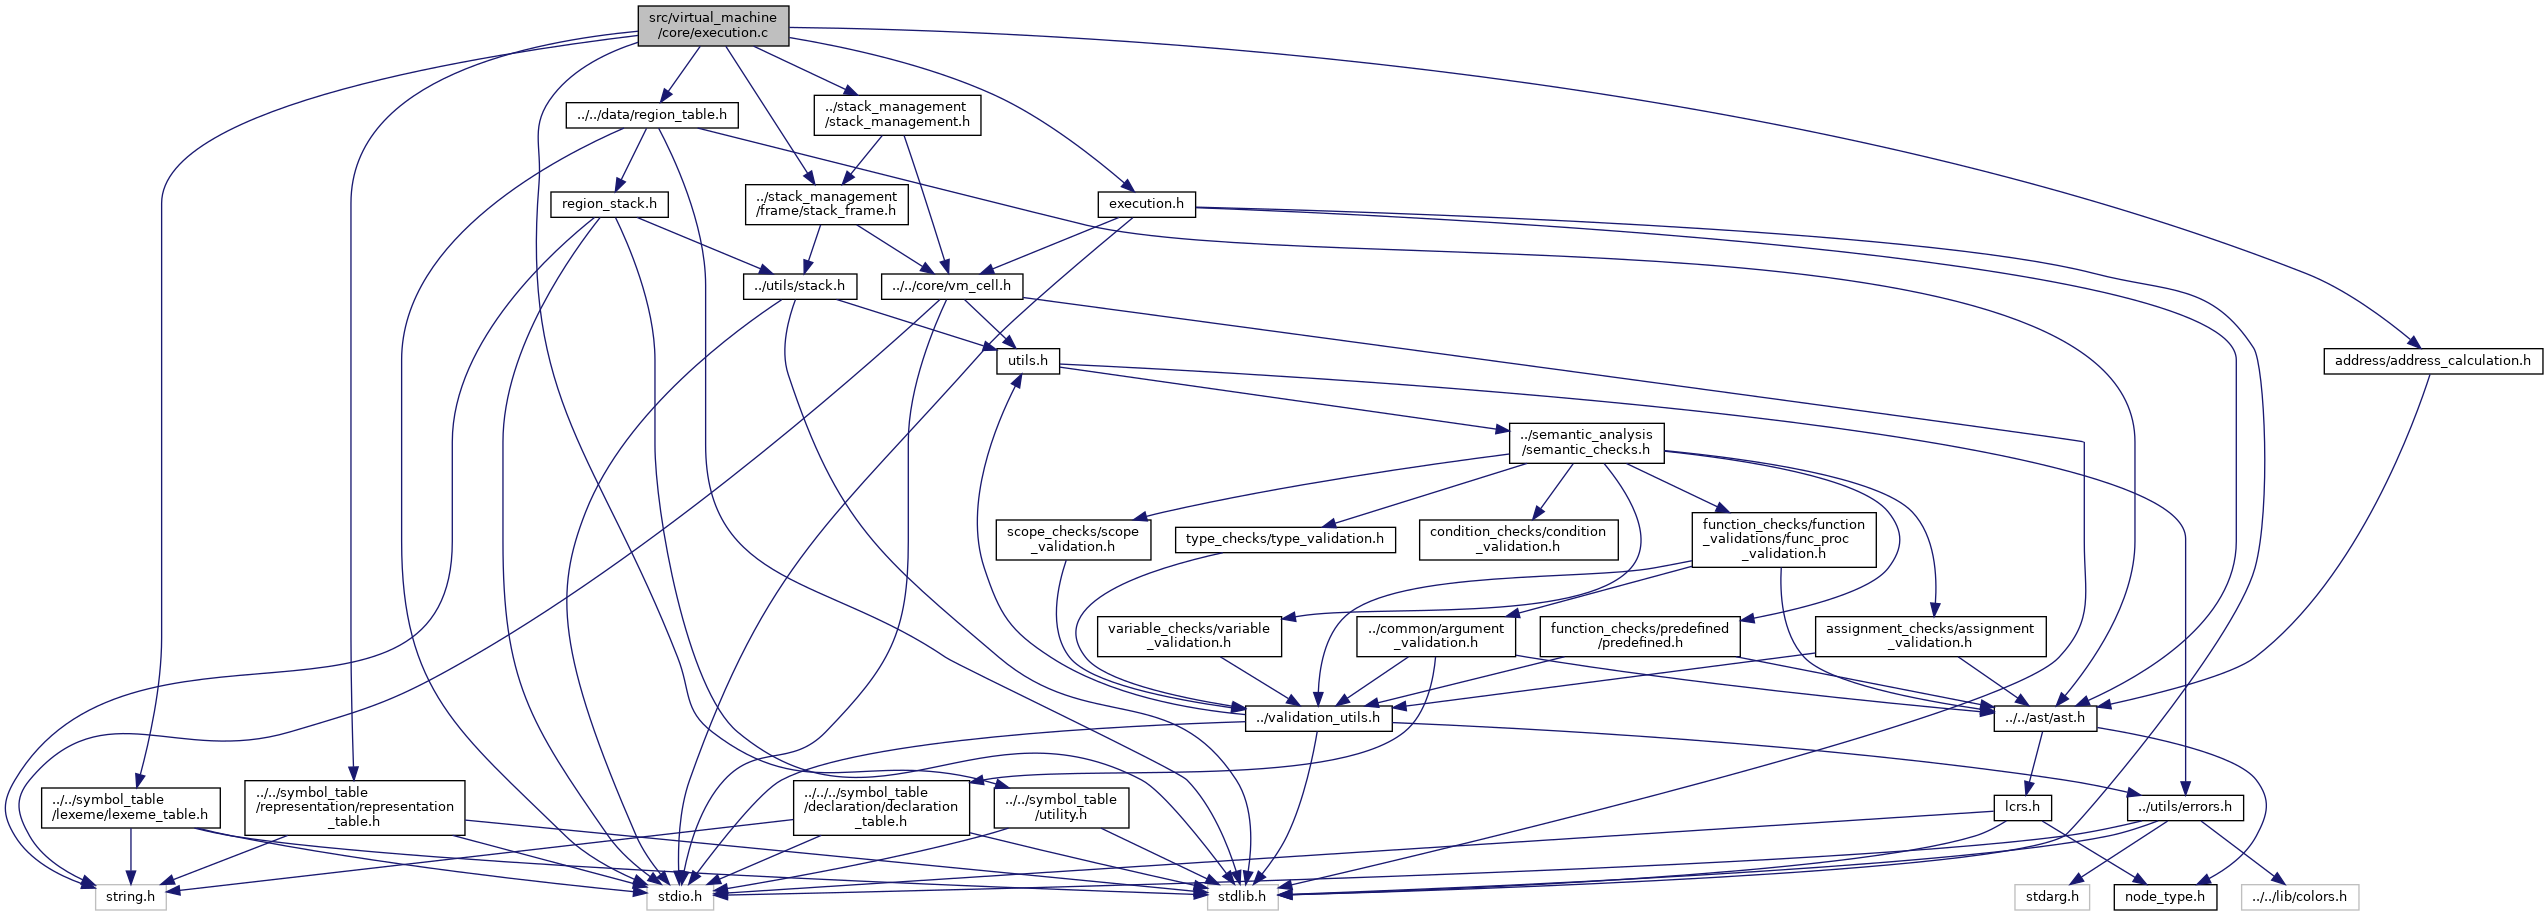 src/virtual_machine
/core/execution.c
../../data/region_table.h
../stack_management
/stack_management.h
region_stack.h
../stack_management
/frame/stack_frame.h
execution.h
../utils/stack.h
../../core/vm_cell.h
utils.h
address/address_calculation.h
../semantic_analysis
/semantic_checks.h
scope_checks/scope
_validation.h
type_checks/type_validation.h
condition_checks/condition
_validation.h
function_checks/function
_validations/func_proc
_validation.h
variable_checks/variable
_validation.h
../common/argument
_validation.h
function_checks/predefined
/predefined.h
assignment_checks/assignment
_validation.h
../validation_utils.h
../../ast/ast.h
../../symbol_table
/lexeme/lexeme_table.h
../../symbol_table
/representation/representation
_table.h
../../../symbol_table
/declaration/declaration
_table.h
../../symbol_table
/utility.h
lcrs.h
../utils/errors.h
string.h
stdio.h
stdlib.h
stdarg.h
node_type.h
../../lib/colors.h